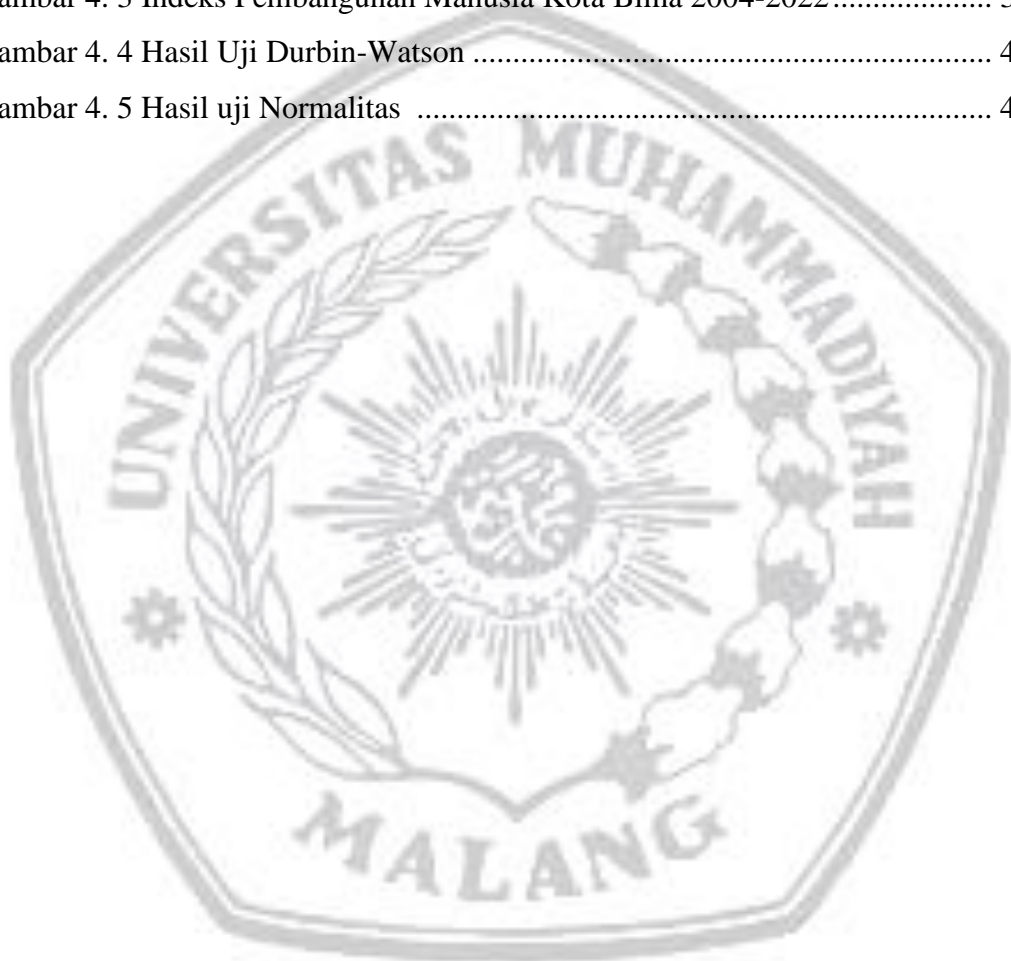 ambar 4. 3 Indeks Pembangunan Manusia Kota Bima 2004-2022....................
ambar 4. 4 Hasil Uji Durbin-Watson .................................................................. 4
ambar 4. 5 Hasil uji Normalitas ......................................................................... 4
UNIVERSITAS MUHAMMADIYAH
MALANG